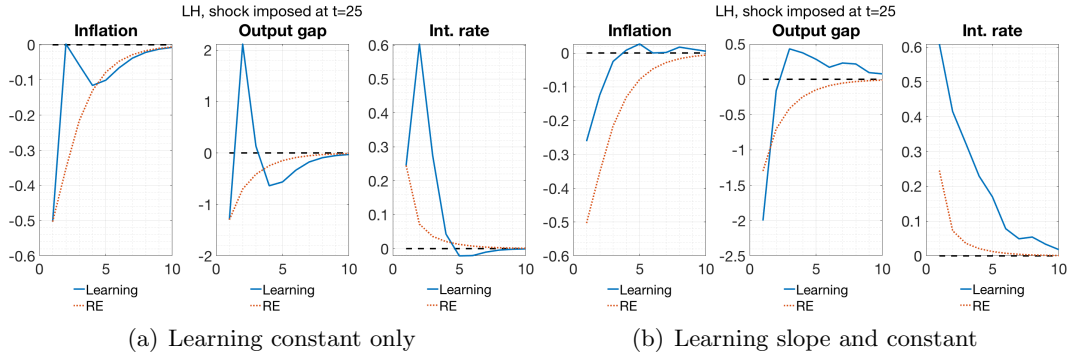 LH, shock imposed at t=25
Inflation
0
-0.1
-0.2
-0.3
-0.4
-0.5
-0.6
0 5 10
Learning
RE
Output gap
2
1
0
-1
-2
0 5 10
Learning
RE
Int. rate
0.6
0.5
0.4
0.3
0.2
0.1
0
0 5 10
Learning
RE
(a) Learning constant only
LH, shock imposed at t=25
Inflation
0
-0.1
-0.2
-0.3
-0.4
-0.5
-0.6
0 5 10
Learning
RE
Output gap
0.5
0
-0.5
-1
-1.5
-2
-2.5
0 5 10
Learning
RE
Int. rate
0.6
0.5
0.4
0.3
0.2
0.1
0
0 5 10
Learning
RE
(b) Learning slope and constant